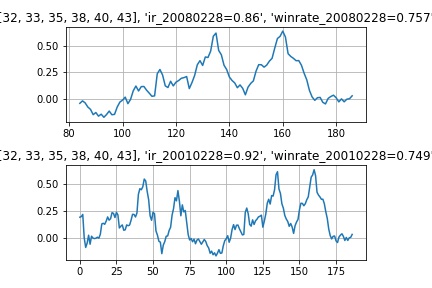 [32, 33, 35, 38, 40, 43], 'ir_20080228=0.86', 'winrate_20080228=0.757'
0.50
0.25
0.00
80 100 120 140 160 180
[32, 33, 35, 38, 40, 43], 'ir_20010228=0.92', 'winrate_20010228=0.749'
0.50
0.25
0.00
0 25 50 75 100 125 150 175